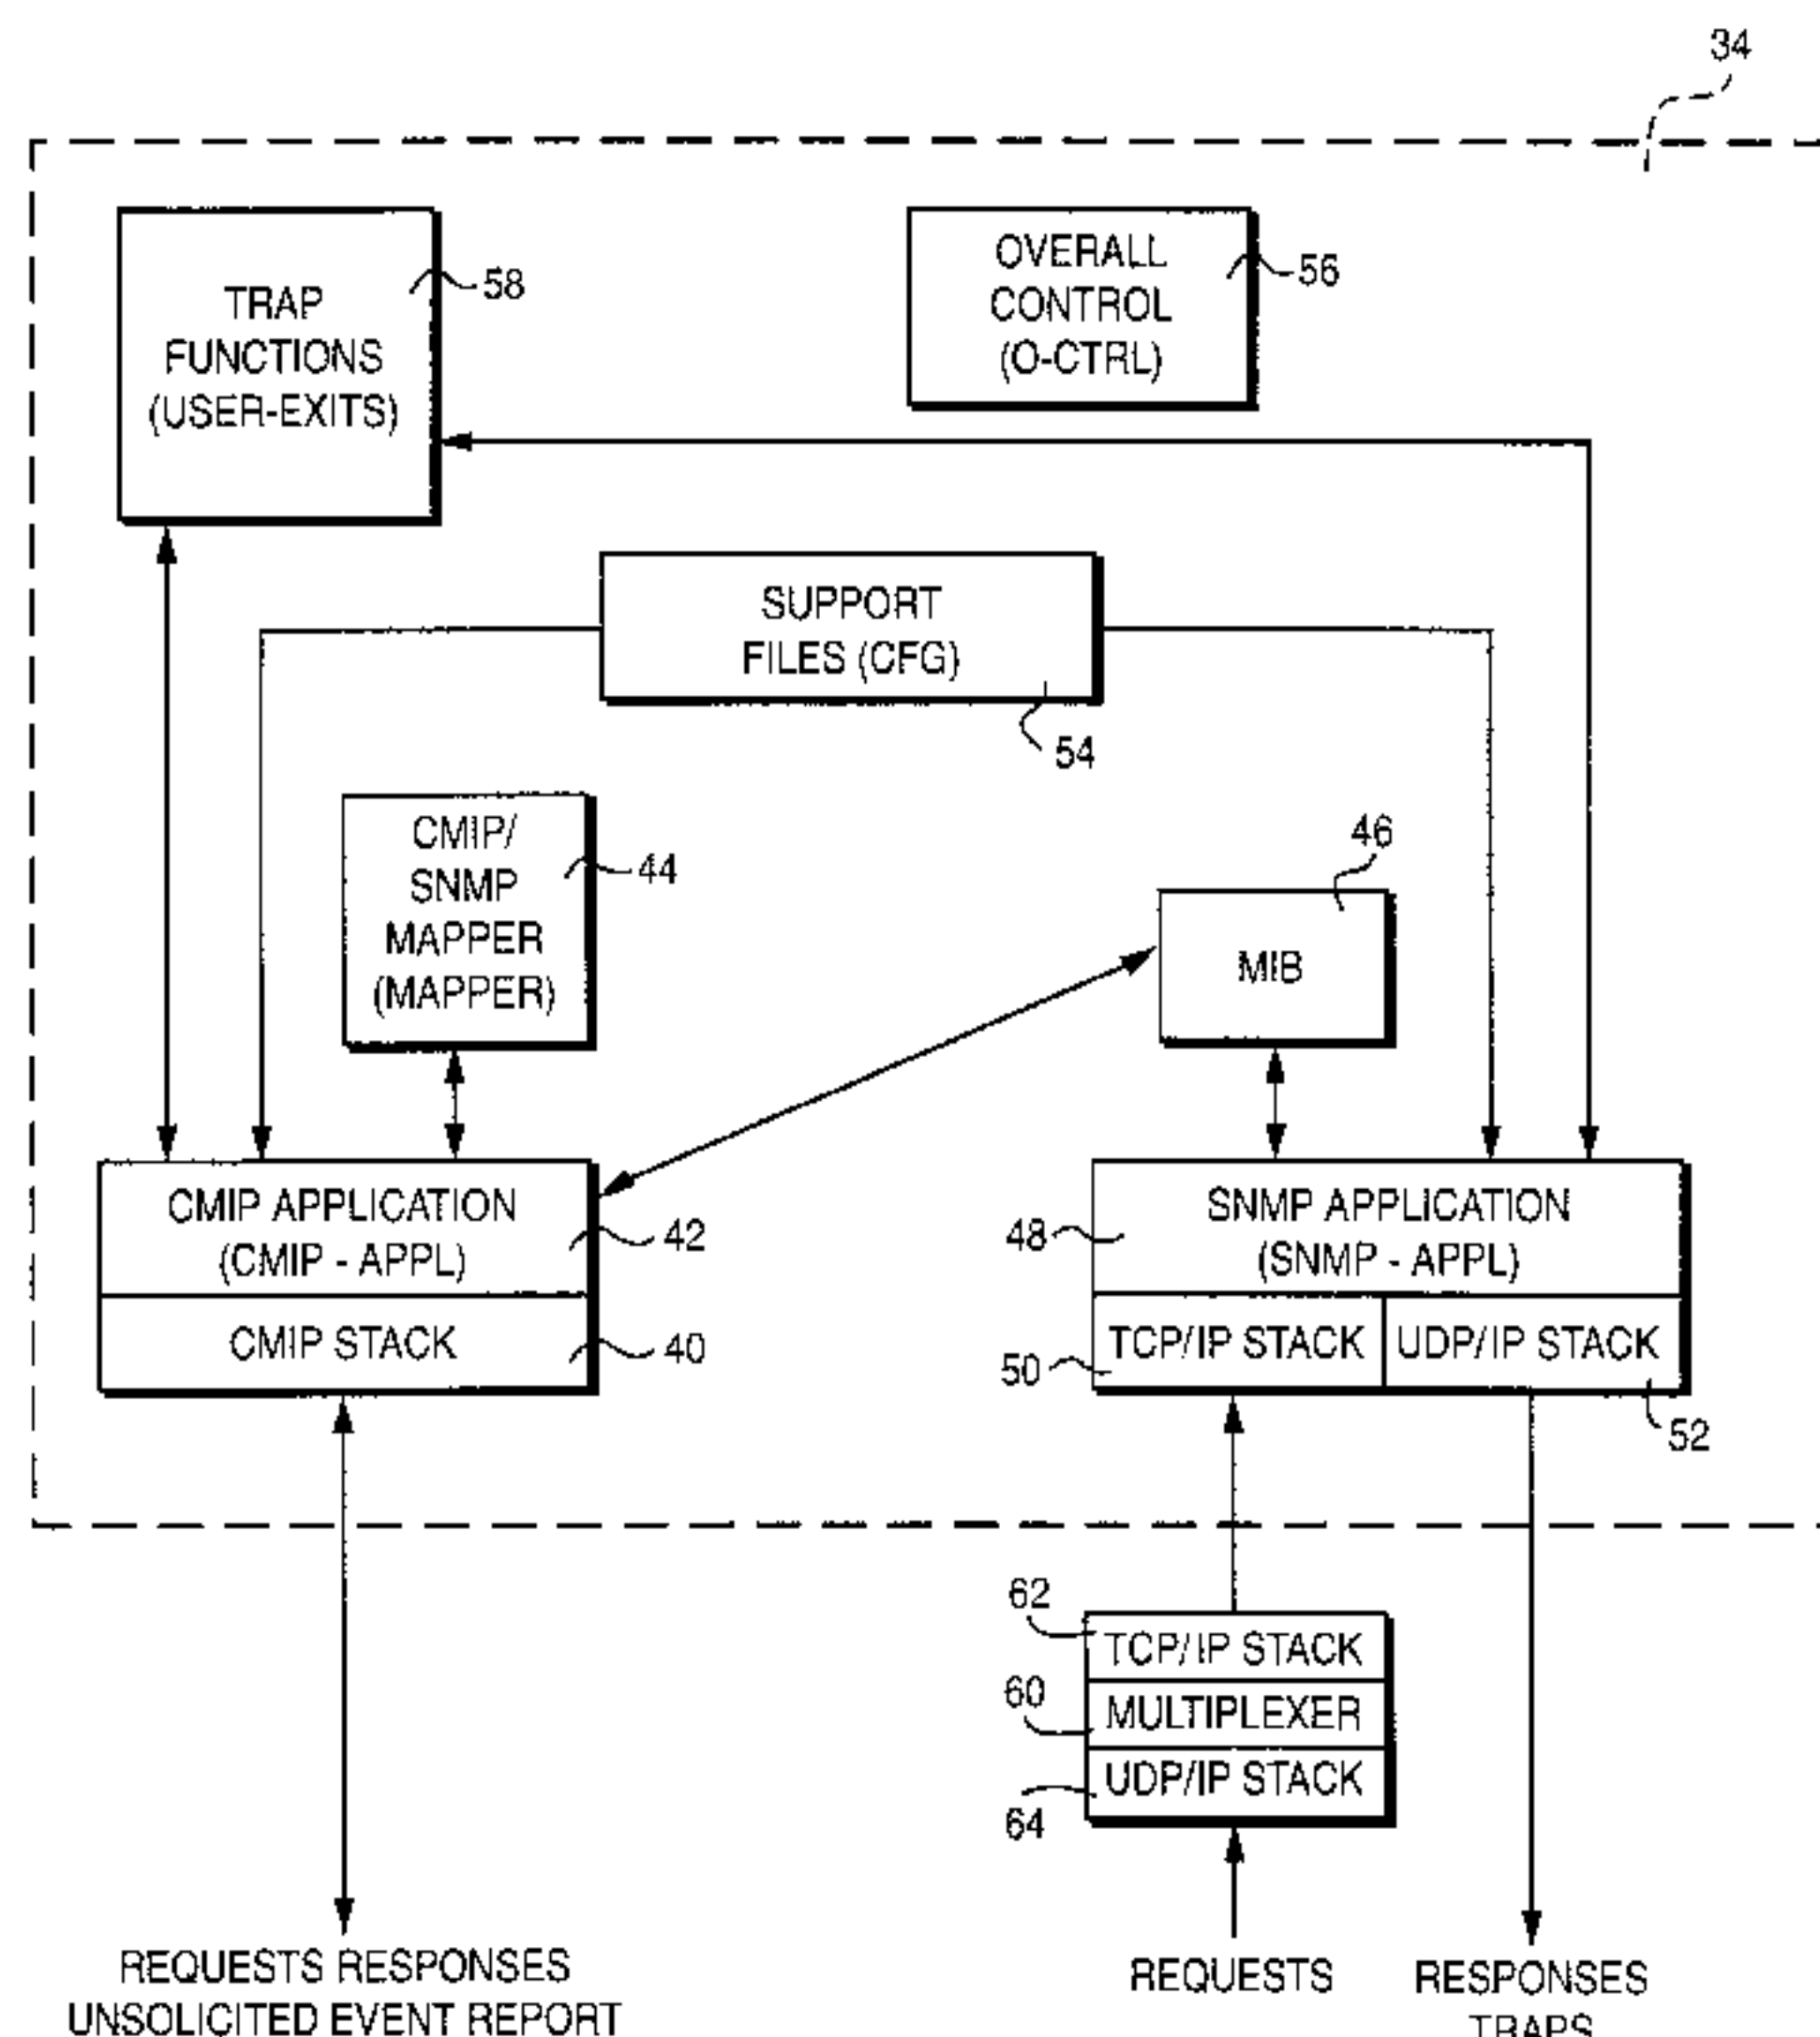 34
TRAP
FUNCTIONS
(USER-EXITS)
58
OVERALL
CONTROL
(O-CTRL)
56
SUPPORT
FILES (CFG)
54
CMIP/
SNMP
MAPPER
(MAPPER)
44
46
MIB
CMIP APPLICATION
(CMIP - APPL)
42
CMIP STACK
40
48
SNMP APPLICATION
(SNMP - APPL)
50
TCP/IP STACK
UDP/IP STACK
52
62
TCP/IP STACK
60
MULTIPLEXER
UDP/IP STACK
64
REQUESTS RESPONSES
UNSOLICITED EVENT REPORT
REQUESTS
RESPONSES
TRAPS